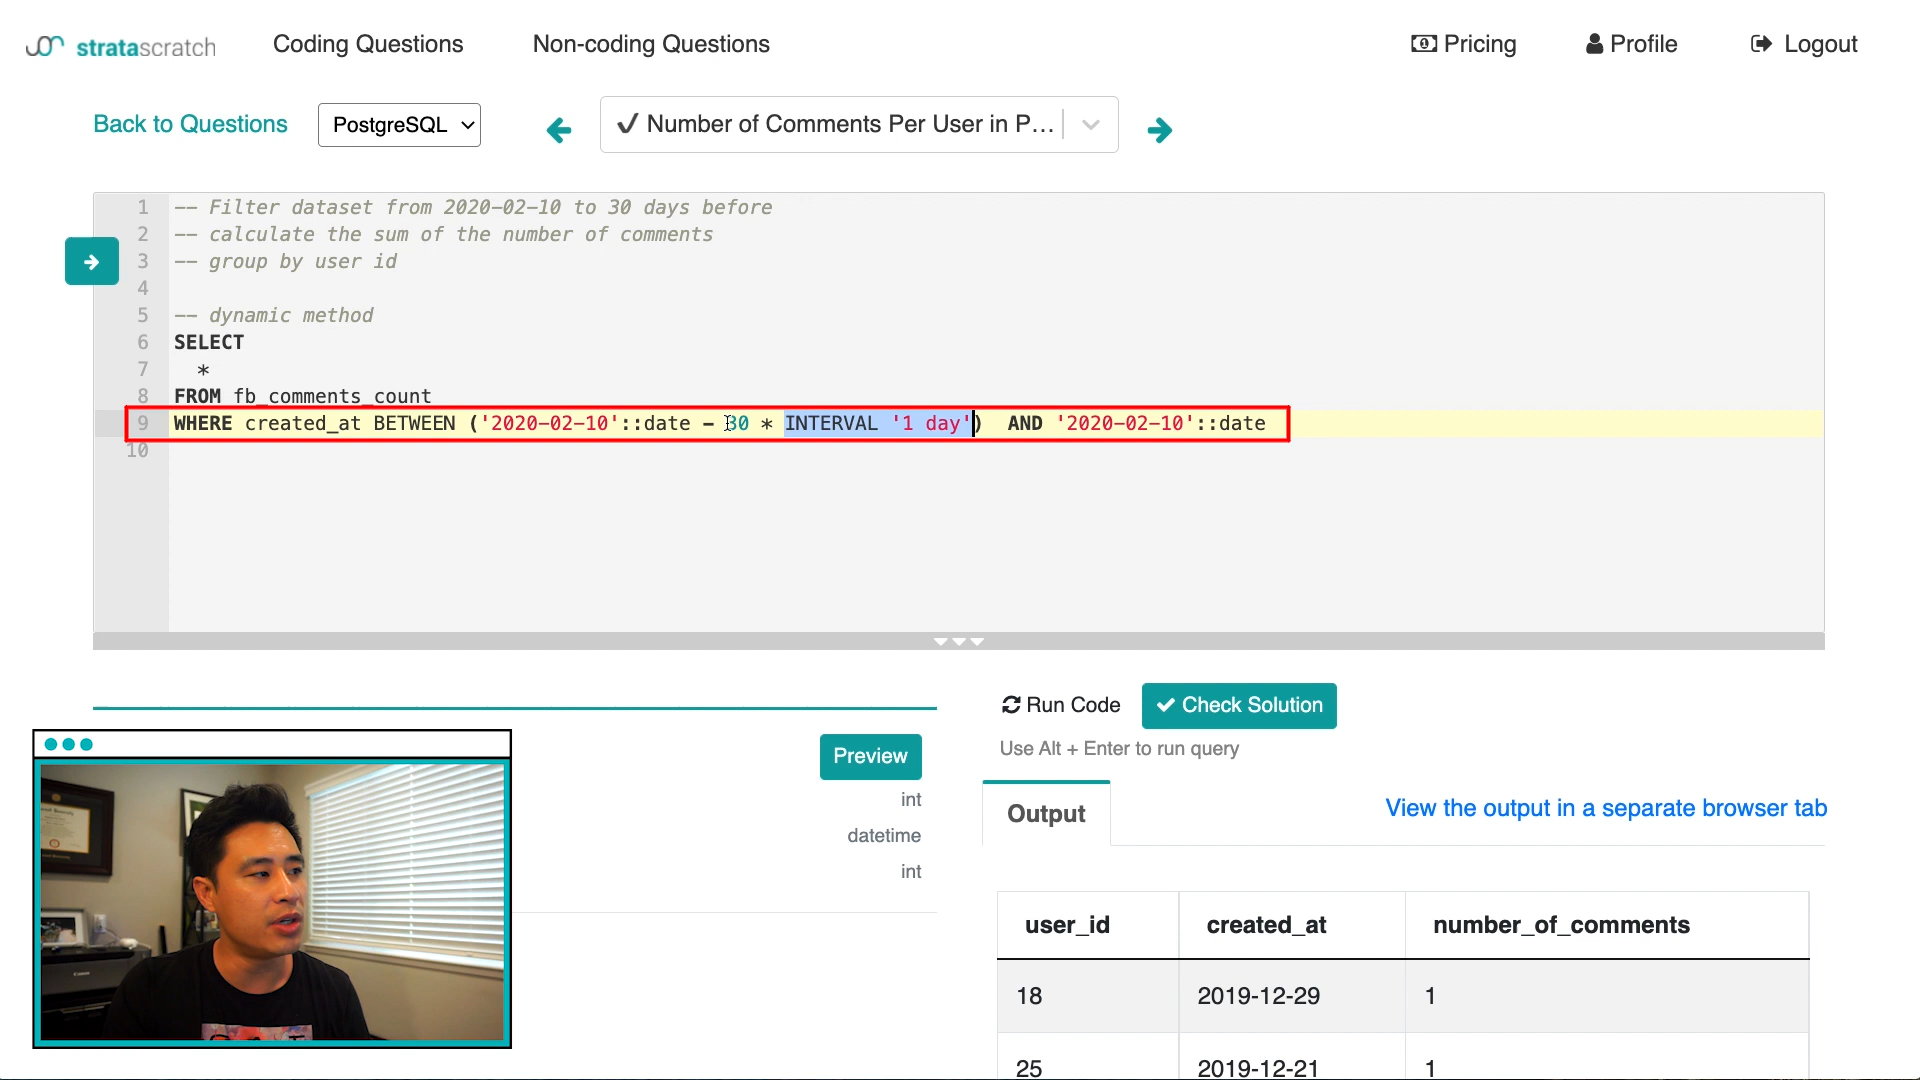 stratascratch
Coding Questions
Non-coding Questions
Pricing
Profile
Logout
Back to Questions
PostgreSQL
Number of Comments Per User in P...
1 -- Filter dataset from 2020-02-10 to 30 days before
2 -- calculate the sum of the number of comments
3 -- group by user id
4
5 -- dynamic method
6 SELECT
7 *
8 FROM fb_comments_count
9 WHERE created_at BETWEEN ('2020-02-10'::date - 30 * INTERVAL '1 day') AND '2020-02-10'::date
10
Run Code
Check Solution
Use Alt + Enter to run query
Preview
int
datetime
int
Output
View the output in a separate browser tab
user_id created_at number_of_comments
18 2019-12-29 1
25 2019-12-21 1